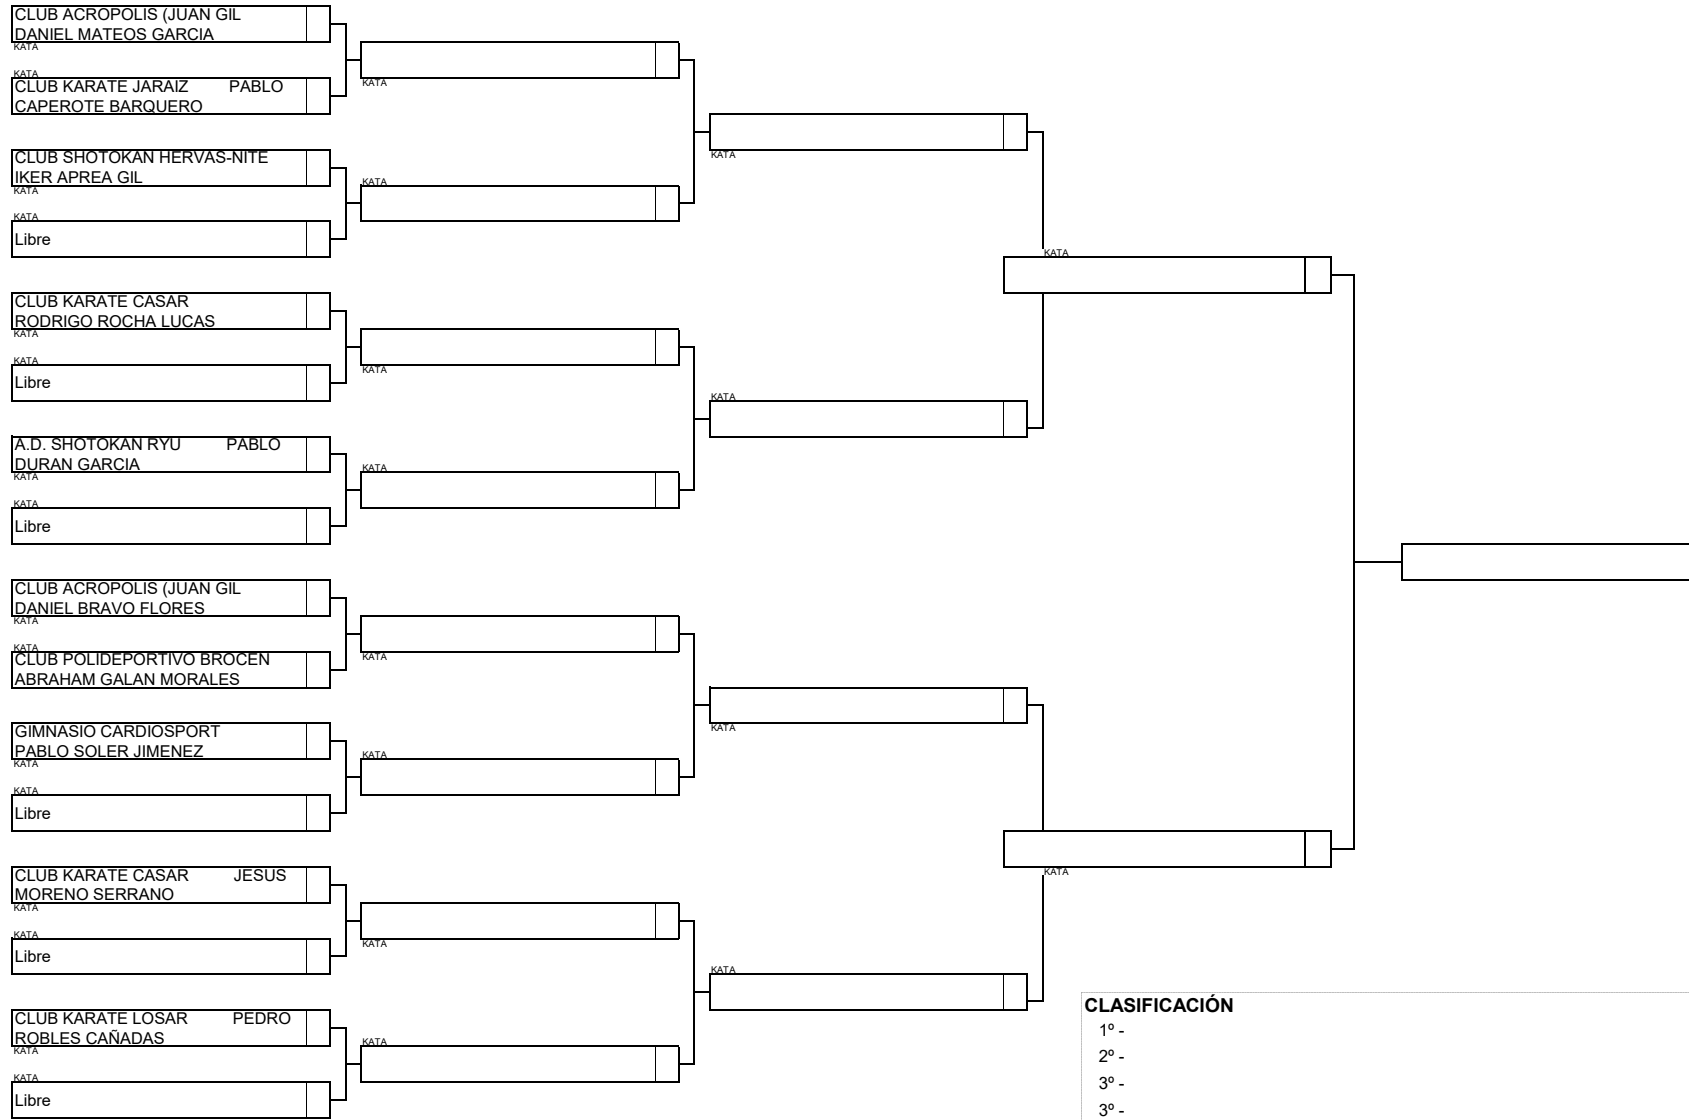 CLUB ACROPOLIS (JUAN GIL
DANIEL MATEOS GARCIA
KATA
KATA
CLUB KARATE JARAIZ PABLO
CAPEROTE BARQUERO
CLUB SHOTOKAN HERVAS-NITE
IKER APREA GIL
KATA
KATA
Libre
CLUB KARATE CASAR
RODRIGO ROCHA LUCAS
KATA
KATA
Libre
A.D. SHOTOKAN RYU PABLO
DURAN GARCIA
KATA
KATA
Libre
CLUB ACROPOLIS (JUAN GIL
DANIEL BRAVO FLORES
KATA
KATA
CLUB POLIDEPORTIVO BROCEN
ABRAHAM GALAN MORALES
GIMNASIO CARDIOSPORT
PABLO SOLER JIMENEZ
KATA
KATA
Libre
CLUB KARATE CASAR JESUS
MORENO SERRANO
KATA
KATA
Libre
CLUB KARATE LOSAR PEDRO
ROBLES CAÑADAS
KATA
KATA
Libre
KATA
KATA
KATA
KATA
KATA
KATA
KATA
KATA
KATA
KATA
KATA
KATA
KATA
KATA
CLASIFICACIÓN
1º -
2º -
3º -
3º -